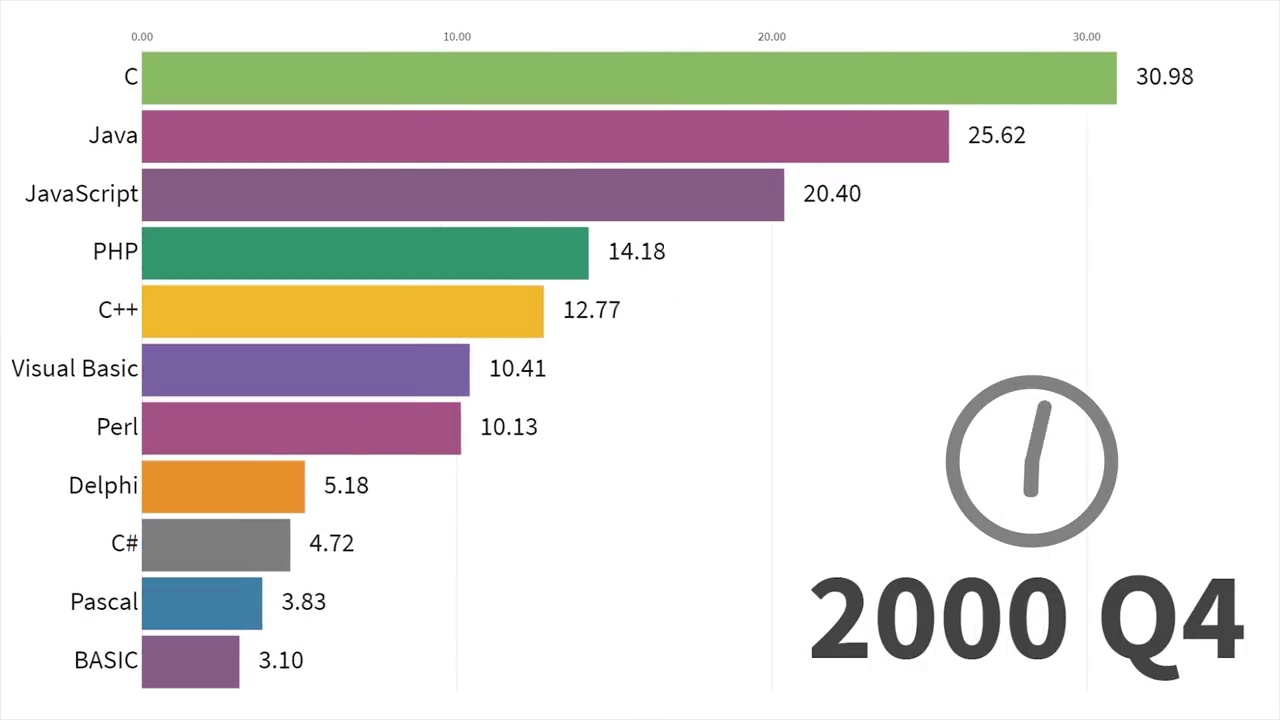 0.00 10.00 20.00 30.00
C 30.98
Java 25.62
JavaScript 20.40
PHP 14.18
C++ 12.77
Visual Basic 10.41
Perl 10.13
Delphi 5.18
C# 4.72
Pascal 3.83
BASIC 3.10
2000 Q4